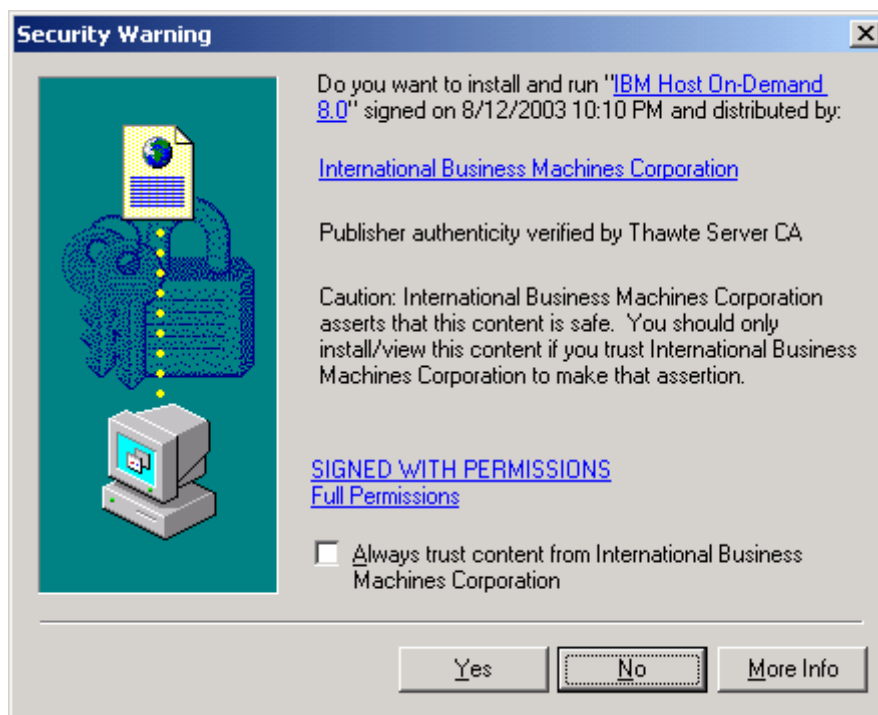 Security Warning
Do you want to install and run "IBM Host On-Demand
8.0" signed on 8/12/2003 10:10 PM and distributed by:
International Business Machines Corporation
Publisher authenticity verified by Thawte Server CA
Caution: International Business Machines Corporation
asserts that this content is safe.  You should only
install/view this content if you trust International Business
Machines Corporation to make that assertion.
SIGNED WITH PERMISSIONS
Full Permissions
Always trust content from International Business
Machines Corporation
Yes
No
More Info